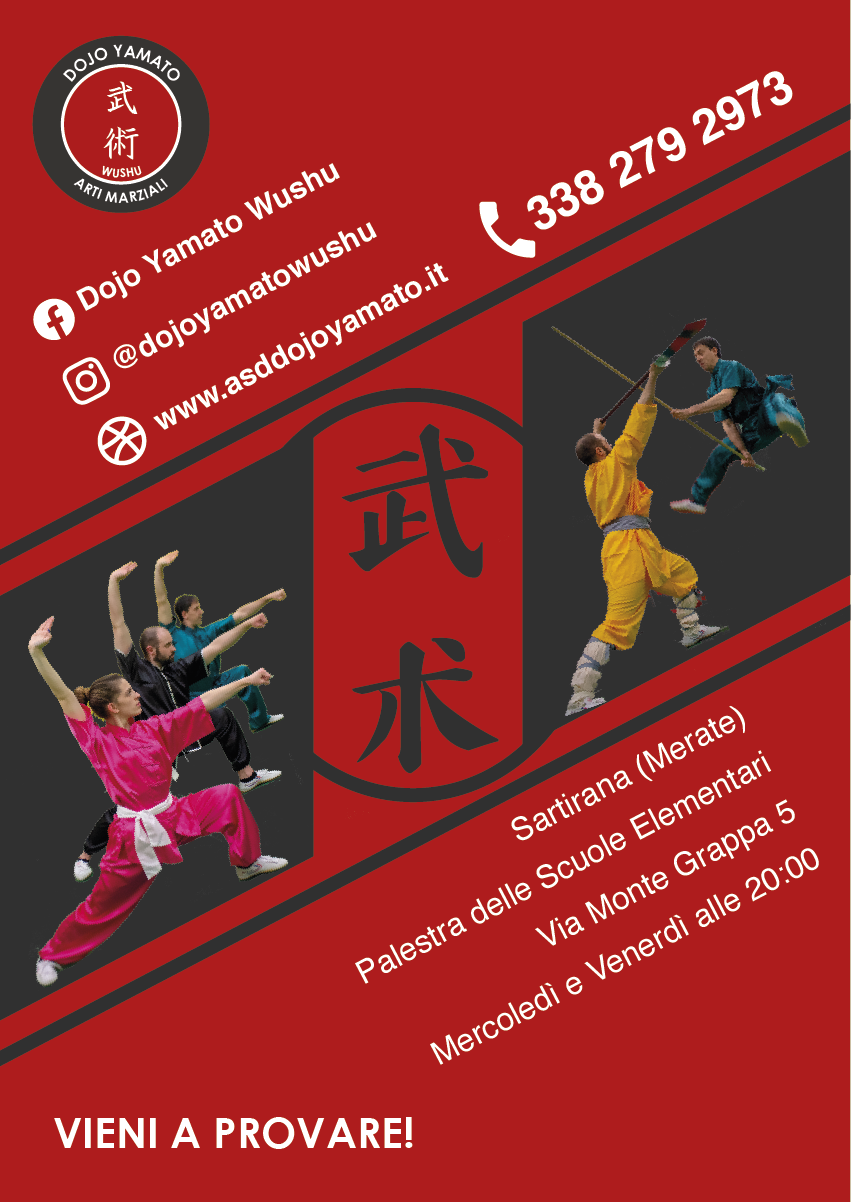 DOJO YAMATO
武
術
WUSHU
ARTI MARZIALI
338 279 2973
Dojo Yamato Wushu
@dojoyamatowushu
www.asddojoyamato.it
武
术
Sartirana (Merate)
Palestra delle Scuole Elementari
Via Monte Grappa 5
Mercoledì e Venerdì alle 20:00
VIENI A PROVARE!